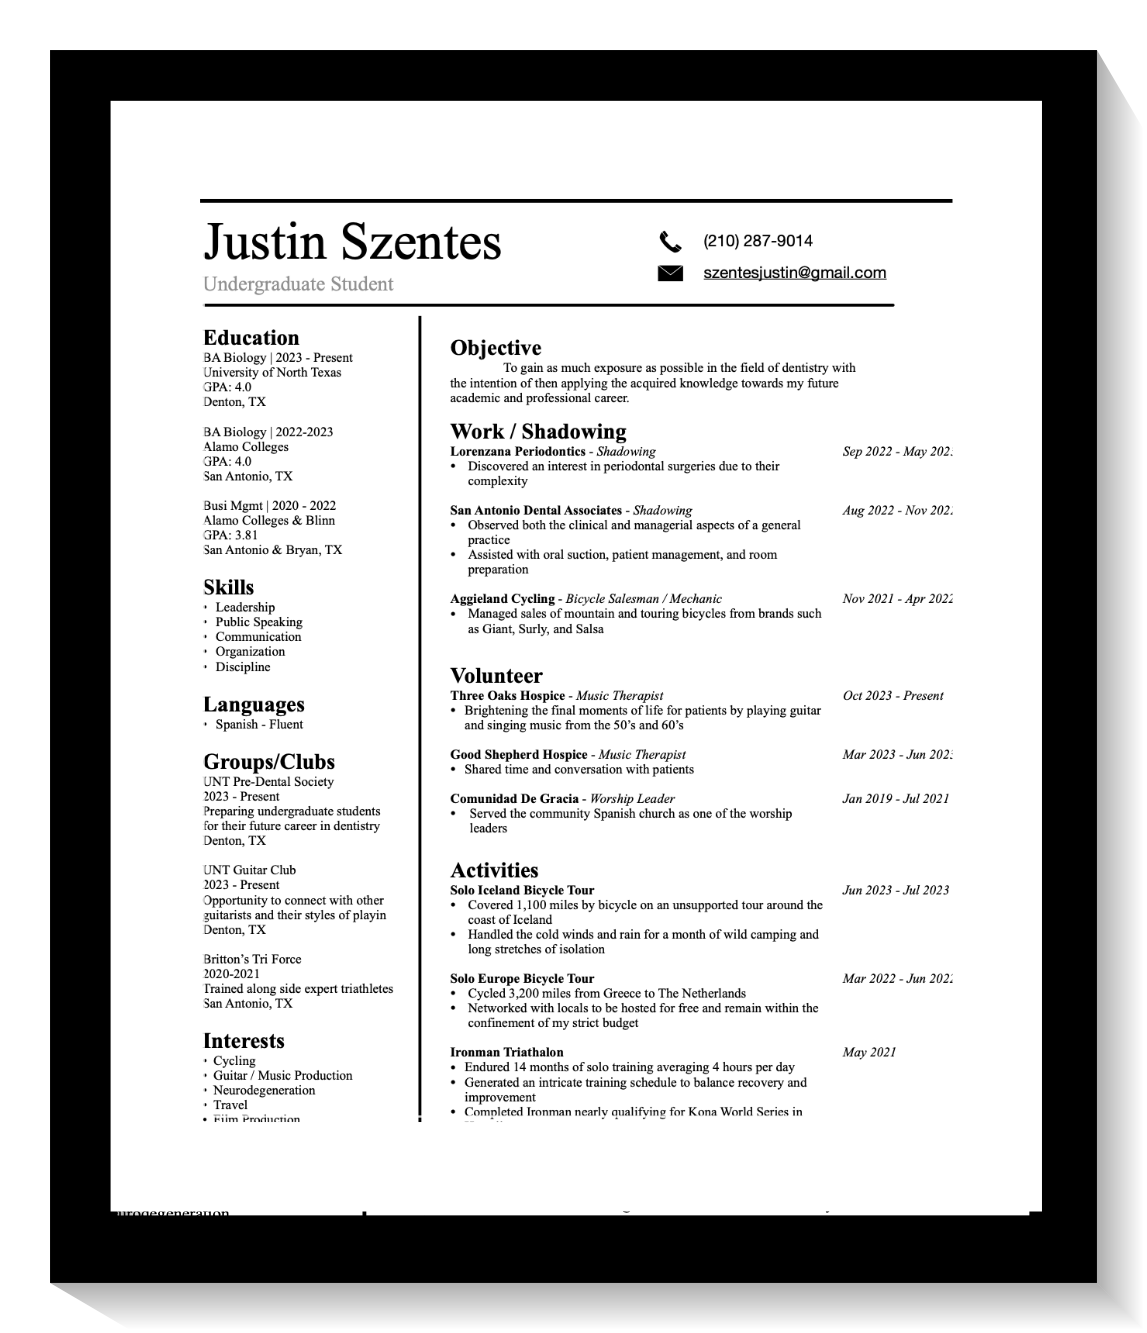 Justin Szentes
Undergraduate Student
(210) 287-9014
szentesjustin@gmail.com
Education
BA Biology | 2023 - Present
University of North Texas
GPA: 4.0
Denton, TX
BA Biology | 2022-2023
Alamo Colleges
GPA: 4.0
San Antonio, TX
Busi Mgmt | 2020 - 2022
Alamo Colleges & Blinn
GPA: 3.81
San Antonio & Bryan, TX
Skills
• Leadership
• Public Speaking
• Communication
• Organization
• Discipline
Languages
• Spanish - Fluent
Groups/Clubs
UNT Pre-Dental Society
2023 - Present
Preparing undergraduate students
for their future career in dentistry
Denton, TX
UNT Guitar Club
2023 - Present
Opportunity to connect with other
guitarists and their styles of playin
Denton, TX
Britton's Tri Force
2020-2021
Trained along side expert triathletes
San Antonio, TX
Interests
• Cycling
• Guitar / Music Production
• Neurodegeneration
• Travel
• Film Production
Objective
To gain as much exposure as possible in the field of dentistry with
the intention of then applying the acquired knowledge towards my future
academic and professional career.
Work / Shadowing
Lorenzana Periodontics - Shadowing Sep 2022 - May 202
• Discovered an interest in periodontal surgeries due to their
complexity
San Antonio Dental Associates - Shadowing Aug 2022 - Nov 202
• Observed both the clinical and managerial aspects of a general
practice
• Assisted with oral suction, patient management, and room
preparation
Aggieland Cycling - Bicycle Salesman / Mechanic Nov 2021 - Apr 2022
• Managed sales of mountain and touring bicycles from brands such
as Giant, Surly, and Salsa
Volunteer
Three Oaks Hospice - Music Therapist Oct 2023 - Present
• Brightening the final moments of life for patients by playing guitar
and singing music from the 50's and 60's
Good Shepherd Hospice - Music Therapist Mar 2023 - Jun 202
• Shared time and conversation with patients
Comunidad De Gracia - Worship Leader Jan 2019 - Jul 2021
• Served the community Spanish church as one of the worship
leaders
Activities
Solo Iceland Bicycle Tour Jun 2023 - Jul 2023
• Covered 1,100 miles by bicycle on an unsupported tour around the
coast of Iceland
• Handled the cold winds and rain for a month of wild camping and
long stretches of isolation
Solo Europe Bicycle Tour Mar 2022 - Jun 2022
• Cycled 3,200 miles from Greece to The Netherlands
• Networked with locals to be hosted for free and remain within the
confinement of my strict budget
Ironman Triathalon May 2021
• Endured 14 months of solo training averaging 4 hours per day
• Generated an intricate training schedule to balance recovery and
improvement
• Completed Ironman nearly qualifying for Kona World Series in
urodegeneration